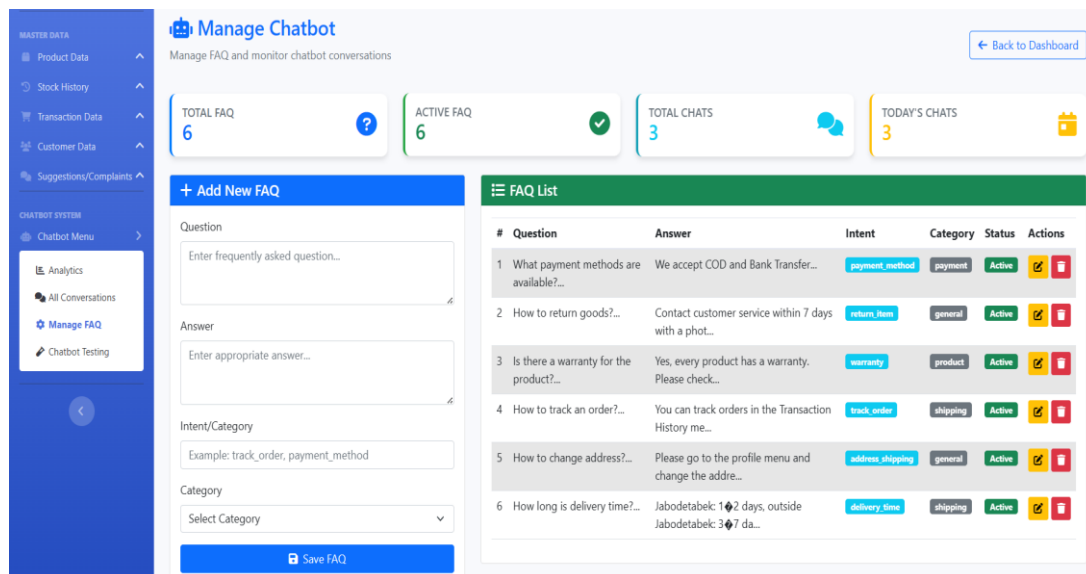 MASTER DATA
Product Data
Stock History
Transaction Data
Customer Data
Suggestions/Complaints
CHATBOT SYSTEM
Chatbot Menu
Analytics
All Conversations
Manage FAQ
Chatbot Testing
Manage Chatbot
Manage FAQ and monitor chatbot conversations
← Back to Dashboard
TOTAL FAQ
6
ACTIVE FAQ
6
TOTAL CHATS
3
TODAY'S CHATS
3
+ Add New FAQ
Question
Enter frequently asked question...
Answer
Enter appropriate answer...
Intent/Category
Example: track_order, payment_method
Category
Select Category
Save FAQ
FAQ List
# Question Answer Intent Category Status Actions
1 What payment methods are We accept COD and Bank Transfer... payment_method payment Active
available?...
2 How to return goods?... Contact customer service within 7 days return_item general Active
with a phot...
3 Is there a warranty for the Yes, every product has a warranty. warranty product Active
product?... Please check...
4 How to track an order?... You can track orders in the Transaction track_order shipping Active
History me...
5 How to change address?... Please go to the profile menu and address_shipping general Active
change the addre...
6 How long is delivery time?... Jabodetabek: 1�2 days, outside delivery_time shipping Active
Jabodetabek: 3�7 da...